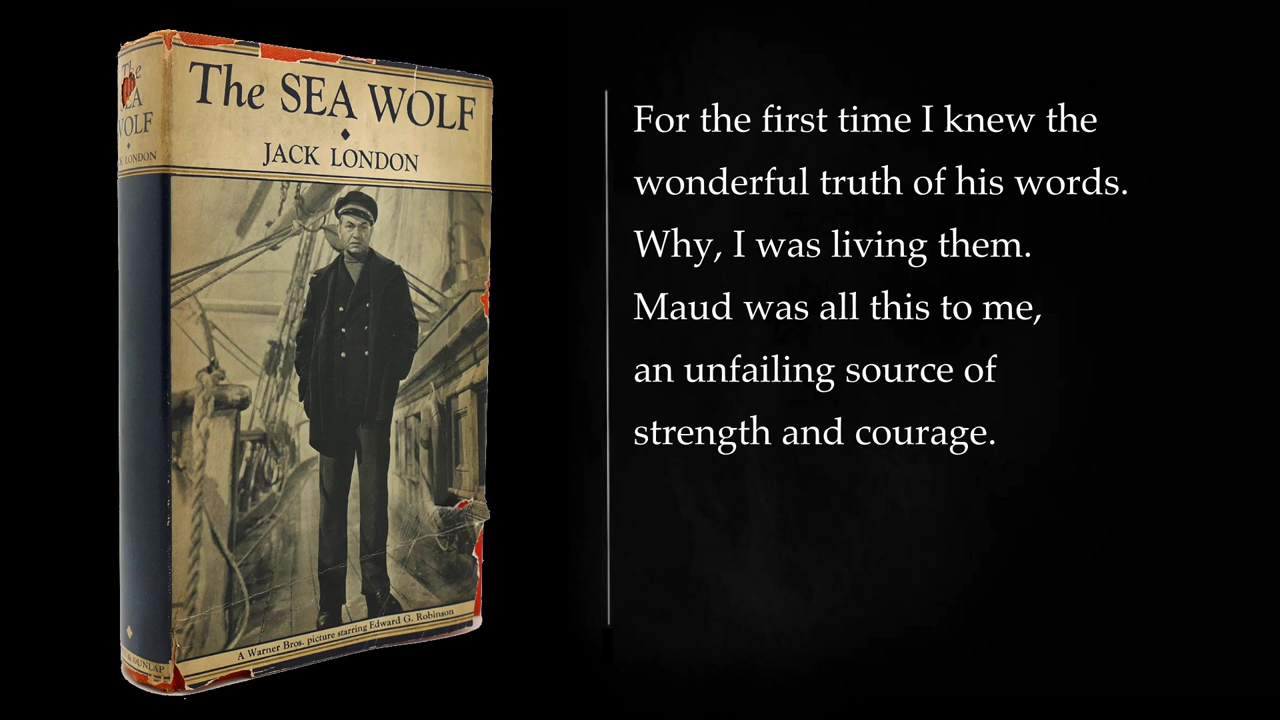 The SEA WOLF
JACK LONDON
A Warner Bros. picture starring Edward G. Robinson
The
SEA
WOLF
LONDON
DUNLAP
For the first time I knew the
wonderful truth of his words.
Why, I was living them.
Maud was all this to me,
an unfailing source of
strength and courage.